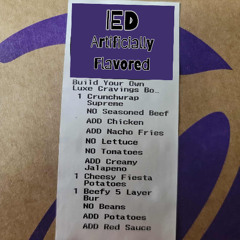 IED
Artificially
Flavored
Build Your Own
Luxe Cravings Bo…
1 Crunchwrap
Supreme
NO Seasoned Beef
ADD Chicken
ADD Nacho Fries
NO Lettuce
NO Tomatoes
ADD Creamy
Jalapeno
1 Cheesy Fiesta
Potatoes
1 Beefy 5 Layer
Bur
NO Beans
ADD Potatoes
ADD Red Sauce